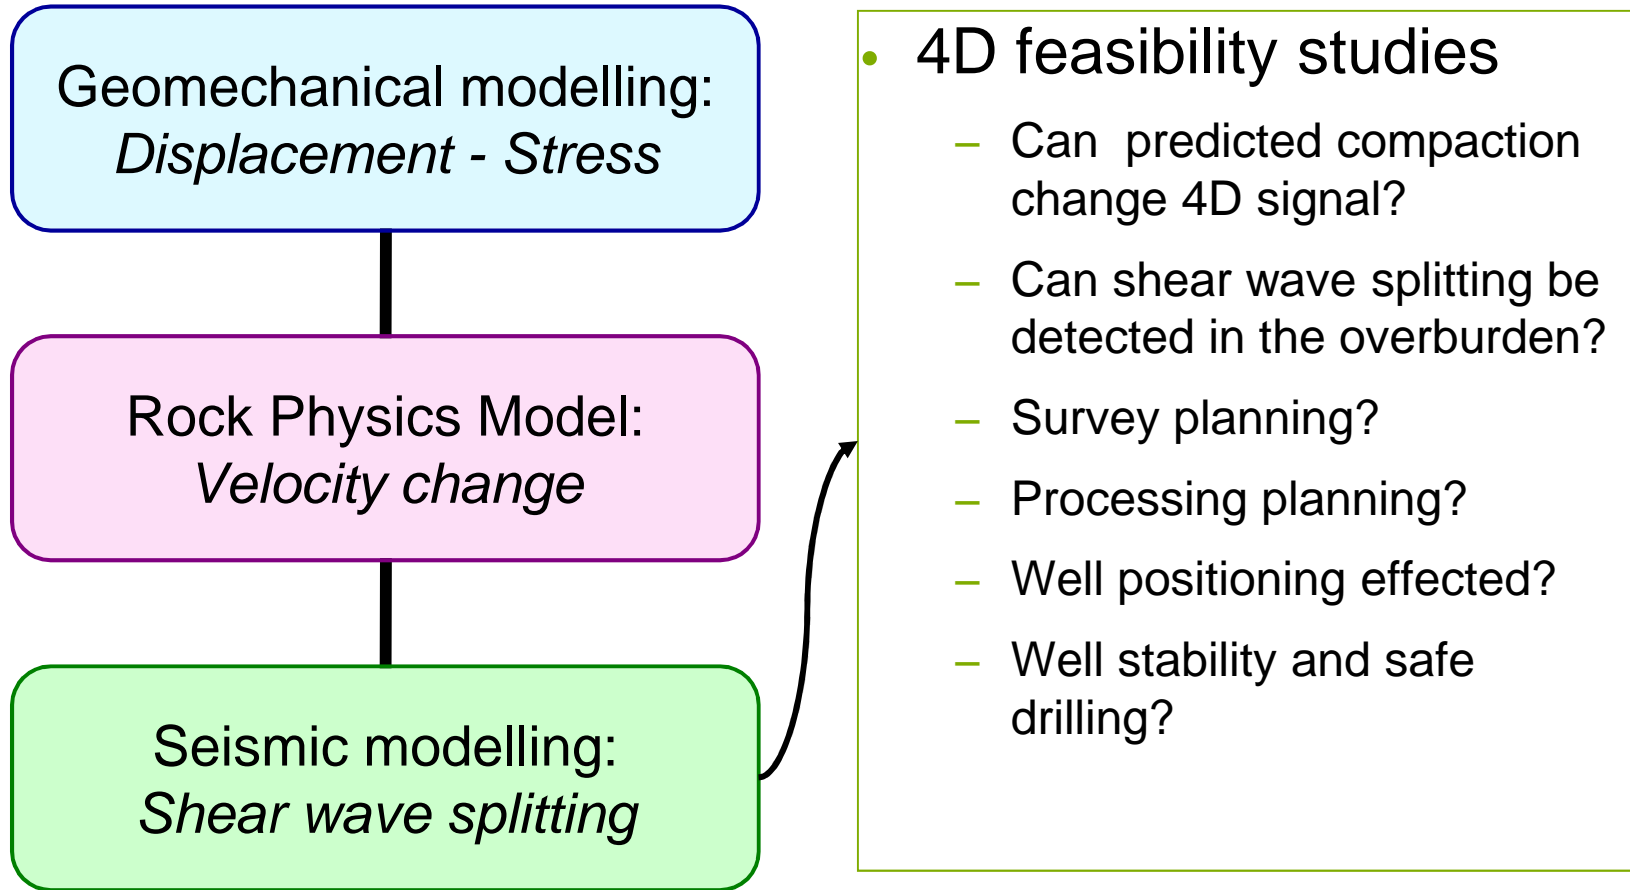 Geomechanical modelling:
Displacement - Stress
Rock Physics Model:
Velocity change
Seismic modelling:
Shear wave splitting
• 4D feasibility studies
– Can predicted compaction
change 4D signal?
– Can shear wave splitting be
detected in the overburden?
– Survey planning?
– Processing planning?
– Well positioning effected?
– Well stability and safe
drilling?